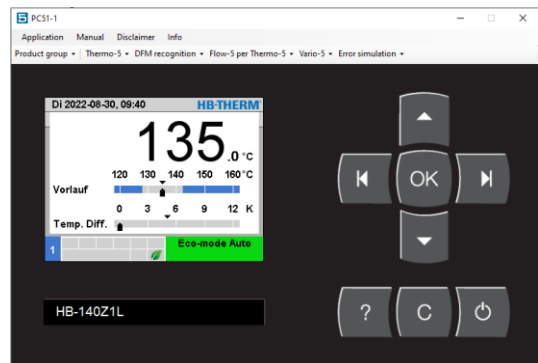 PC51-1
Application Manual Disclaimer Info
Product group Thermo-5 DFM recognition Flow-5 per Thermo-5 Vario-5 Error simulation
Di 2022-08-30, 09:40 HB-THERM
135.0 °C
120 130 140 150 160 °C
Vorlauf
0 3 6 9 12 K
Temp. Diff.
1 Eco-mode Auto
OK
HB-140Z1L
? C